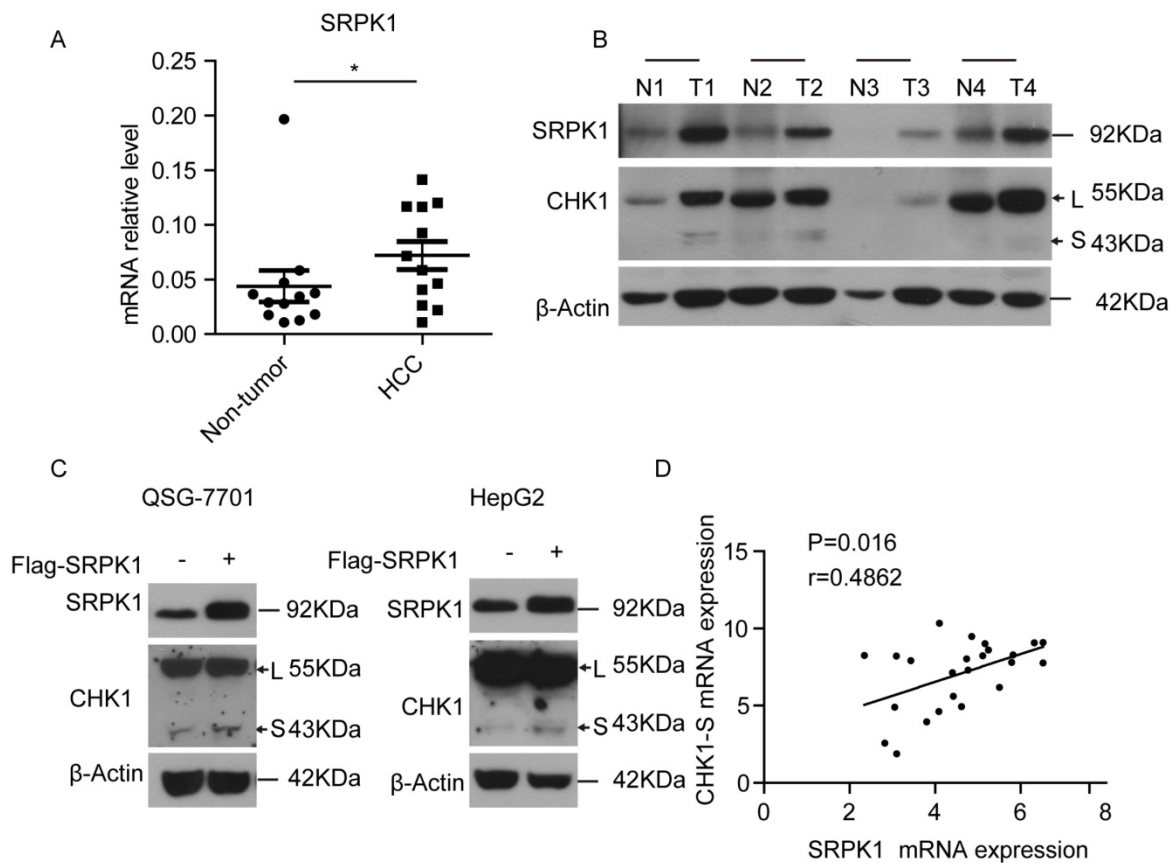 A
SRPK1
*
mRNA relative level
0.25
0.20
0.15
0.10
0.05
0.00
Non-tumor
HCC
B
N1 T1 N2 T2 N3 T3 N4 T4
SRPK1
92KDa
CHK1
L 55KDa
S 43KDa
β-Actin
42KDa
C
QSG-7701
Flag-SRPK1 - +
SRPK1
92KDa
CHK1
L 55KDa
S 43KDa
β-Actin
42KDa
HepG2
Flag-SRPK1 - +
SRPK1
92KDa
CHK1
L 55KDa
S 43KDa
β-Actin
42KDa
D
CHK1-S mRNA expression
15
10
5
0
P=0.016
r=0.4862
0 2 4 6 8
SRPK1 mRNA expression